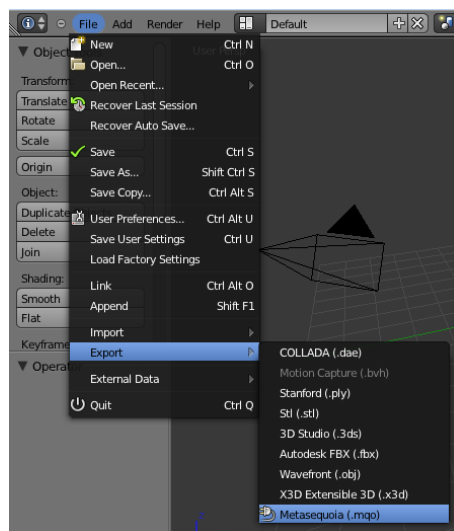 File Add Render Help Default
Object
User Persp
Transform
Translate
Rotate
Scale
Origin
Object:
Duplicate
Delete
Join
Shading:
Smooth
Flat
Keyframe
Operat
New Ctrl N
Open... Ctrl O
Open Recent...
Recover Last Session
Recover Auto Save...
Save Ctrl S
Save As... Shift Ctrl S
Save Copy... Ctrl Alt S
User Preferences... Ctrl Alt U
Save User Settings Ctrl U
Load Factory Settings
Link Ctrl Alt O
Append Shift F1
Import
Export
External Data
Quit Ctrl Q
COLLADA (.dae)
Motion Capture (.bvh)
Stanford (.ply)
Stl (.stl)
3D Studio (.3ds)
Autodesk FBX (.fbx)
Wavefront (.obj)
X3D Extensible 3D (.x3d)
Metasequoia (.mqo)